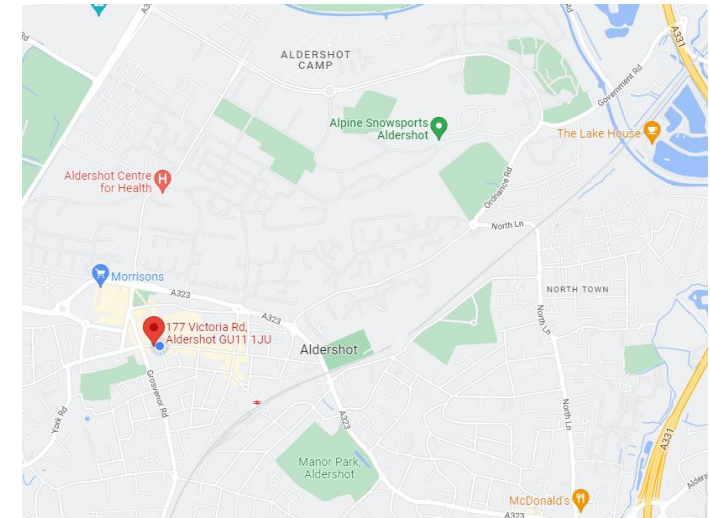 A331
ALDERSHOT
CAMP
Government Rd
Alpine Snowsports
Aldershot
The Lake House
Aldershot Centre
for Health
H
Ordnance Rd
North Ln
Morrisons
A323
NORTH TOWN
A323
North Ln
177 Victoria Rd,
Aldershot GU11 1JU
Aldershot
Grosvenor Rd
York Rd
A323
North Ln
A331
Manor Park,
Aldershot
McDonald's
A323